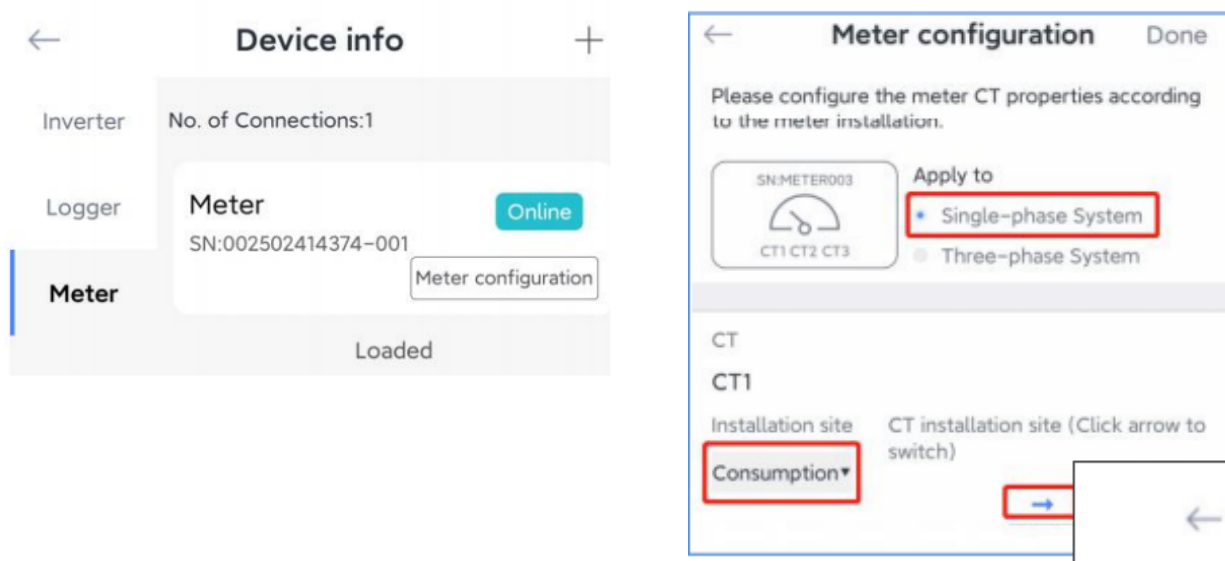 Device info
Inverter
No. of Connections:1
Logger
Meter
Online
SN:002502414374-001
Meter configuration
Meter
Loaded
Meter configuration
Done
Please configure the meter CT properties according
to the meter installation.
SN:METER003
CT1 CT2 CT3
Apply to
Single-phase System
Three-phase System
CT
CT1
Installation site
CT installation site (Click arrow to
switch)
Consumption